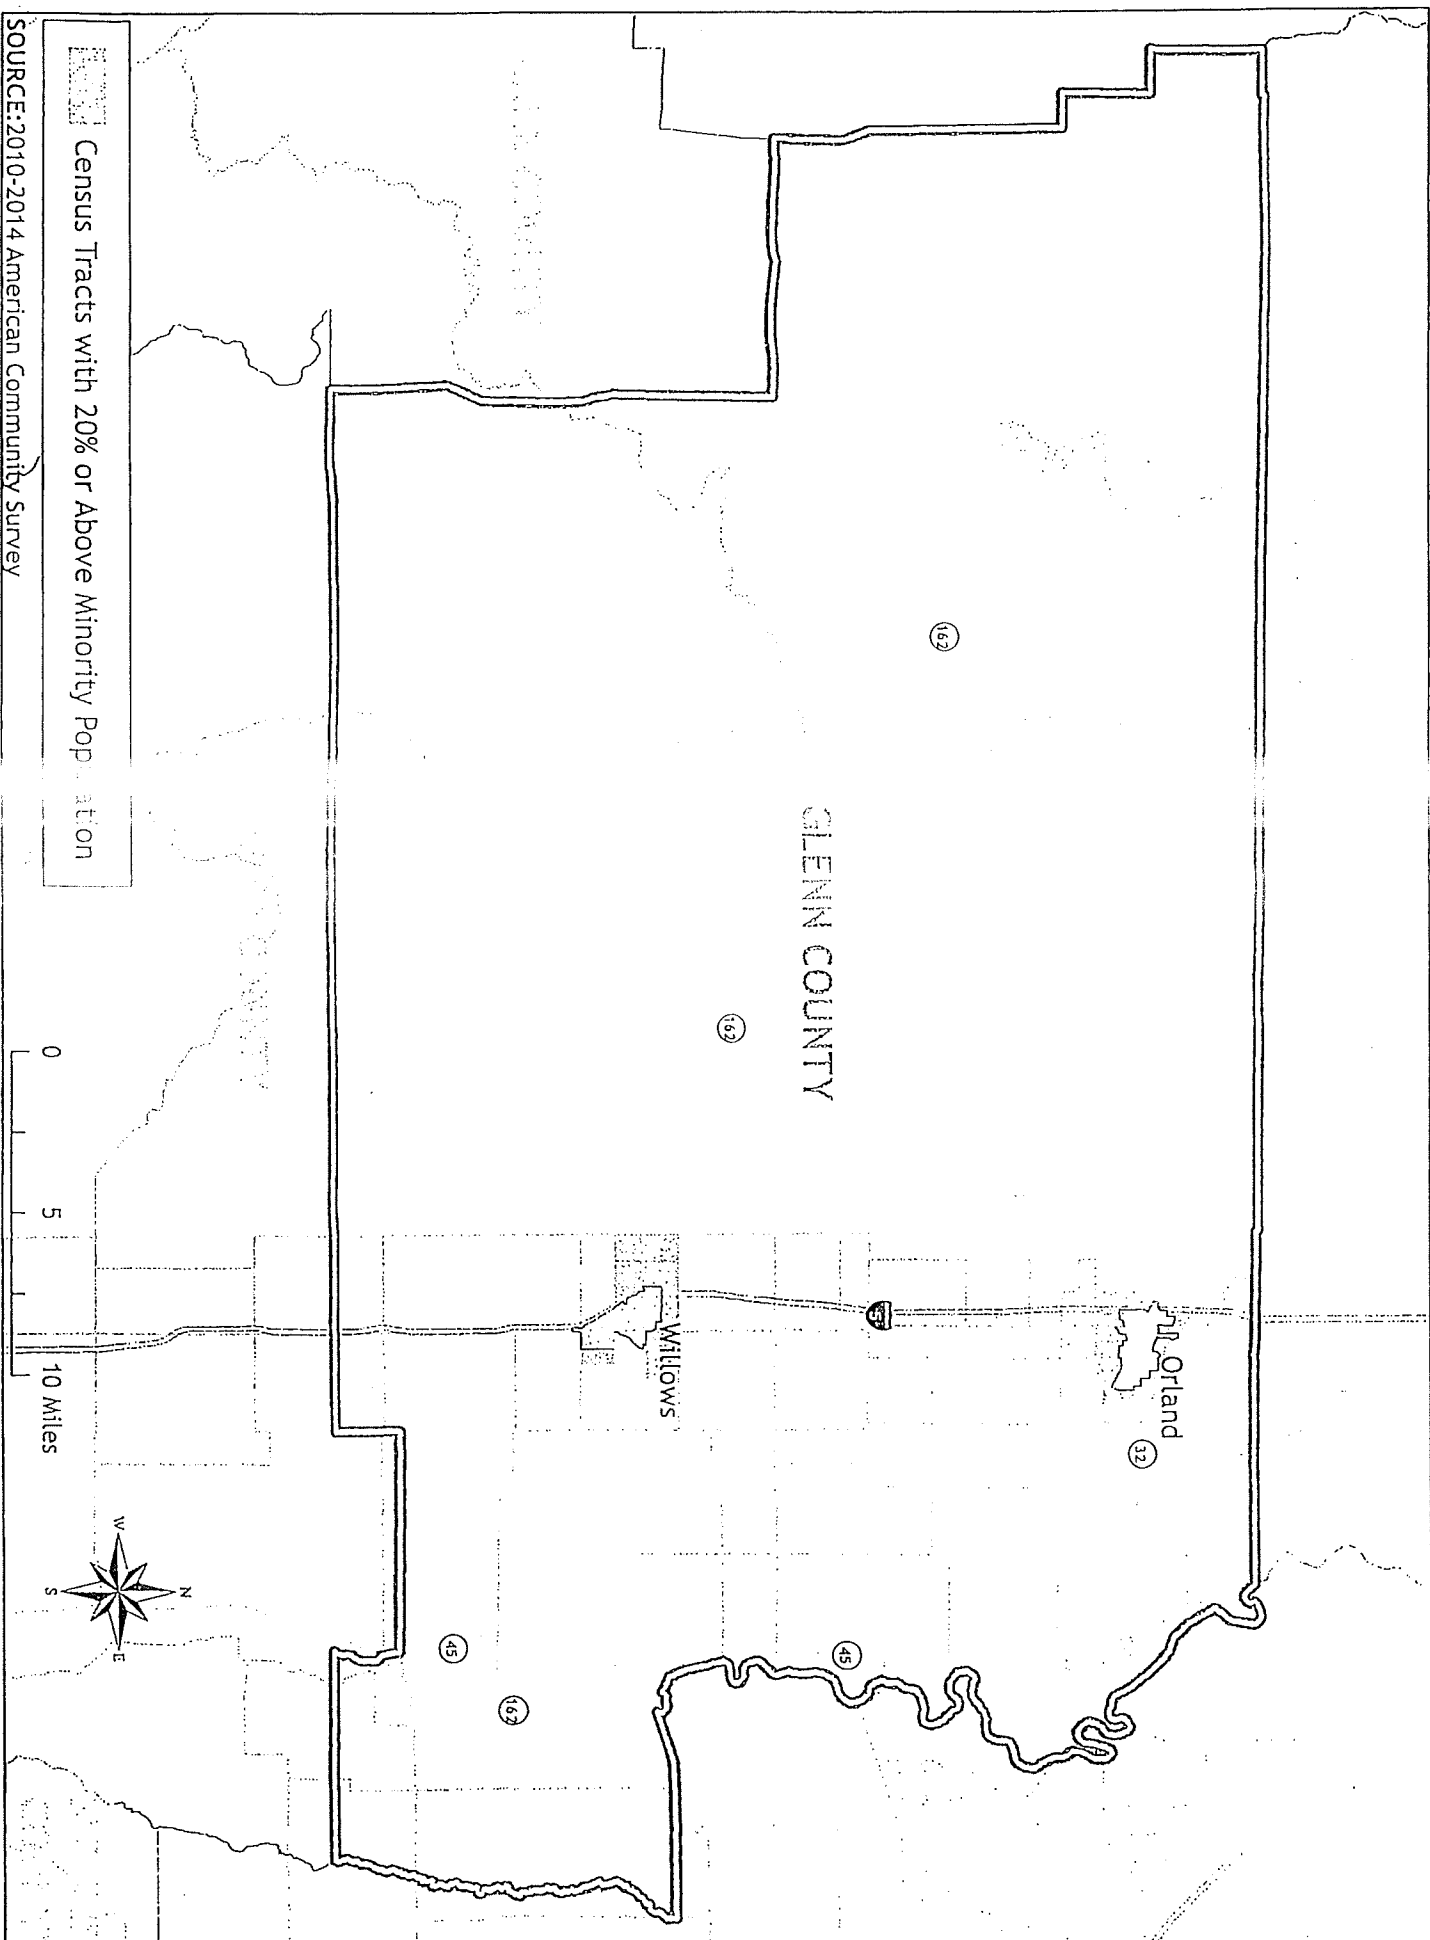 GLENN COUNTY
Orland
Willows
162
162
32
45
45
162
N
W
E
S
0 5 10 Miles
Census Tracts with 20% or Above Minority Pop ation
SOURCE:2010-2014 American Community Survey